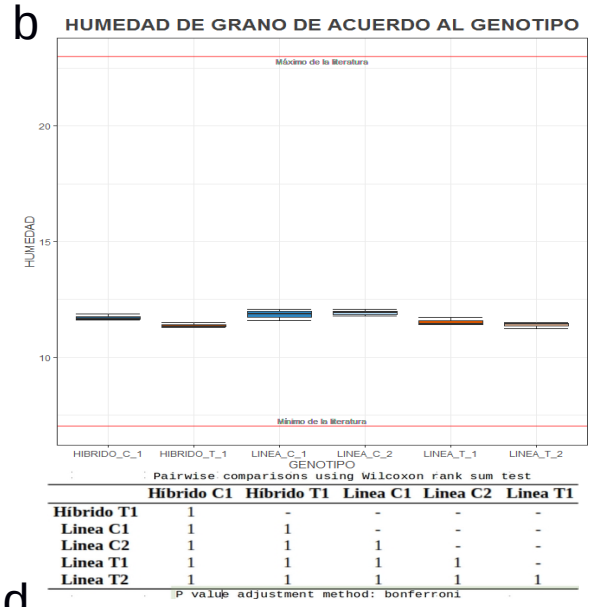 b
HUMEDAD DE GRANO DE ACUERDO AL GENOTIPO
Máximo de la literatura
20
HUMEDAD
15
10
Mínimo de la literatura
HIBRIDO_C_1 HIBRIDO_T_1 LINEA_C_1 LINEA_C_2 LINEA_T_1 LINEA_T_2
GENOTIPO
Pairwise comparisons using Wilcoxon rank sum test
Híbrido C1 Híbrido T1 Linea C1 Linea C2 Linea T1
Híbrido T1 1 - - - -
Linea C1 1 1 - - -
Linea C2 1 1 1 - -
Linea T1 1 1 1 1 -
Linea T2 1 1 1 1 1
P value adjustment method: bonferroni
d